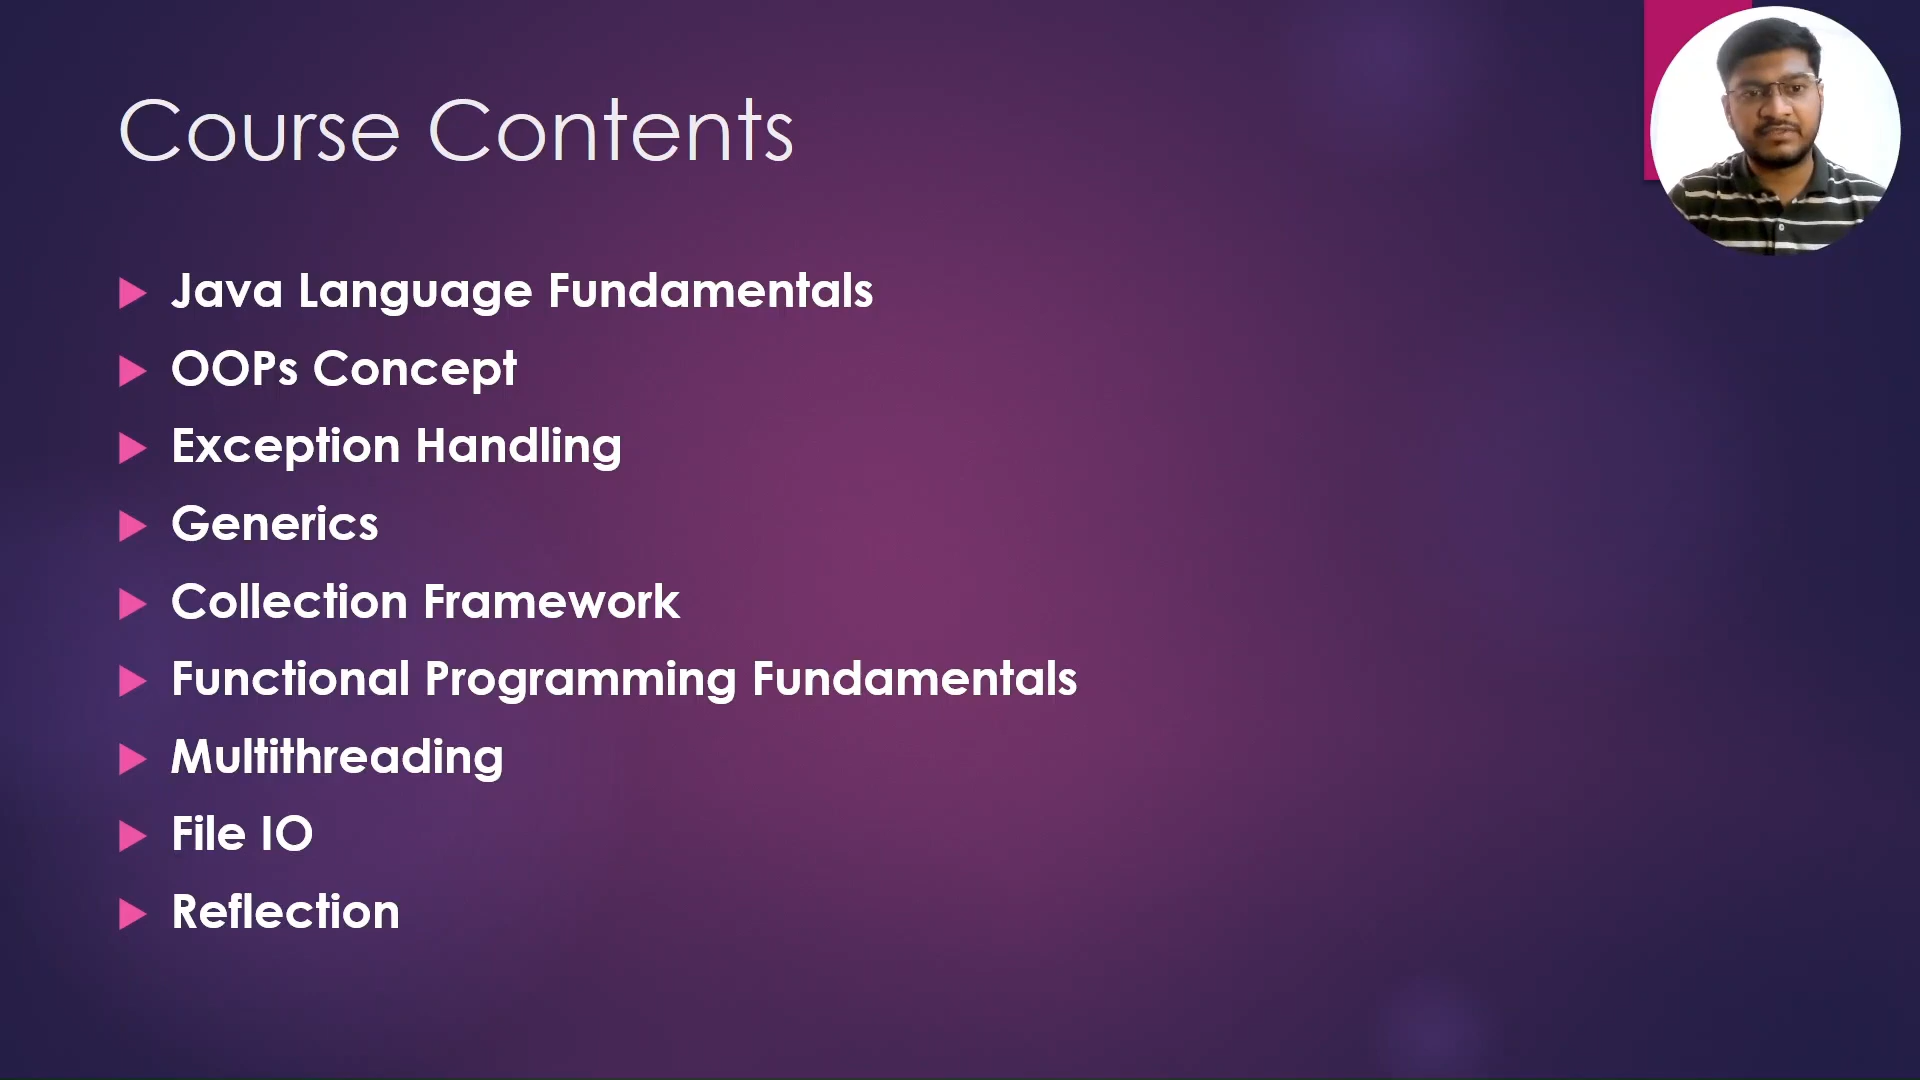 Course Contents
Java Language Fundamentals
OOPs Concept
Exception Handling
Generics
Collection Framework
Functional Programming Fundamentals
Multithreading
File IO
Reflection